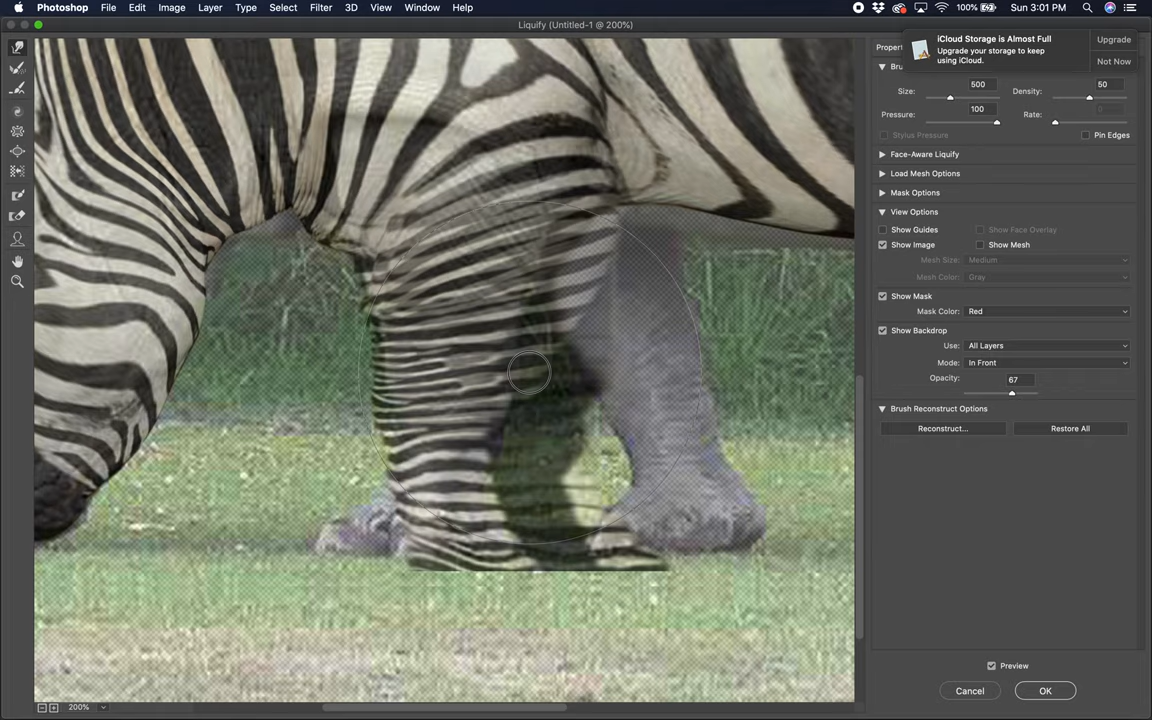 Photoshop File Edit Image Layer Type Select Filter 3D View Window Help 100% Sun 3:01 PM
Liquify (Untitled-1 @ 200%)
iCloud Storage is Almost Full
Upgrade your storage to keep
using iCloud.
Upgrade
Not Now
Size: 500 Density: 50
Pressure: 100 Rate:
Stylus Pressure Pin Edges
Face-Aware Liquify
Load Mesh Options
Mask Options
View Options
Show Guides Show Face Overlay
Show Image Show Mesh
Mesh Size: Medium
Mesh Color: Gray
Show Mask
Mask Color: Red
Show Backdrop
Use: All Layers
Mode: In Front
Opacity: 67
Brush Reconstruct Options
Reconstruct... Restore All
Preview
Cancel OK
200%